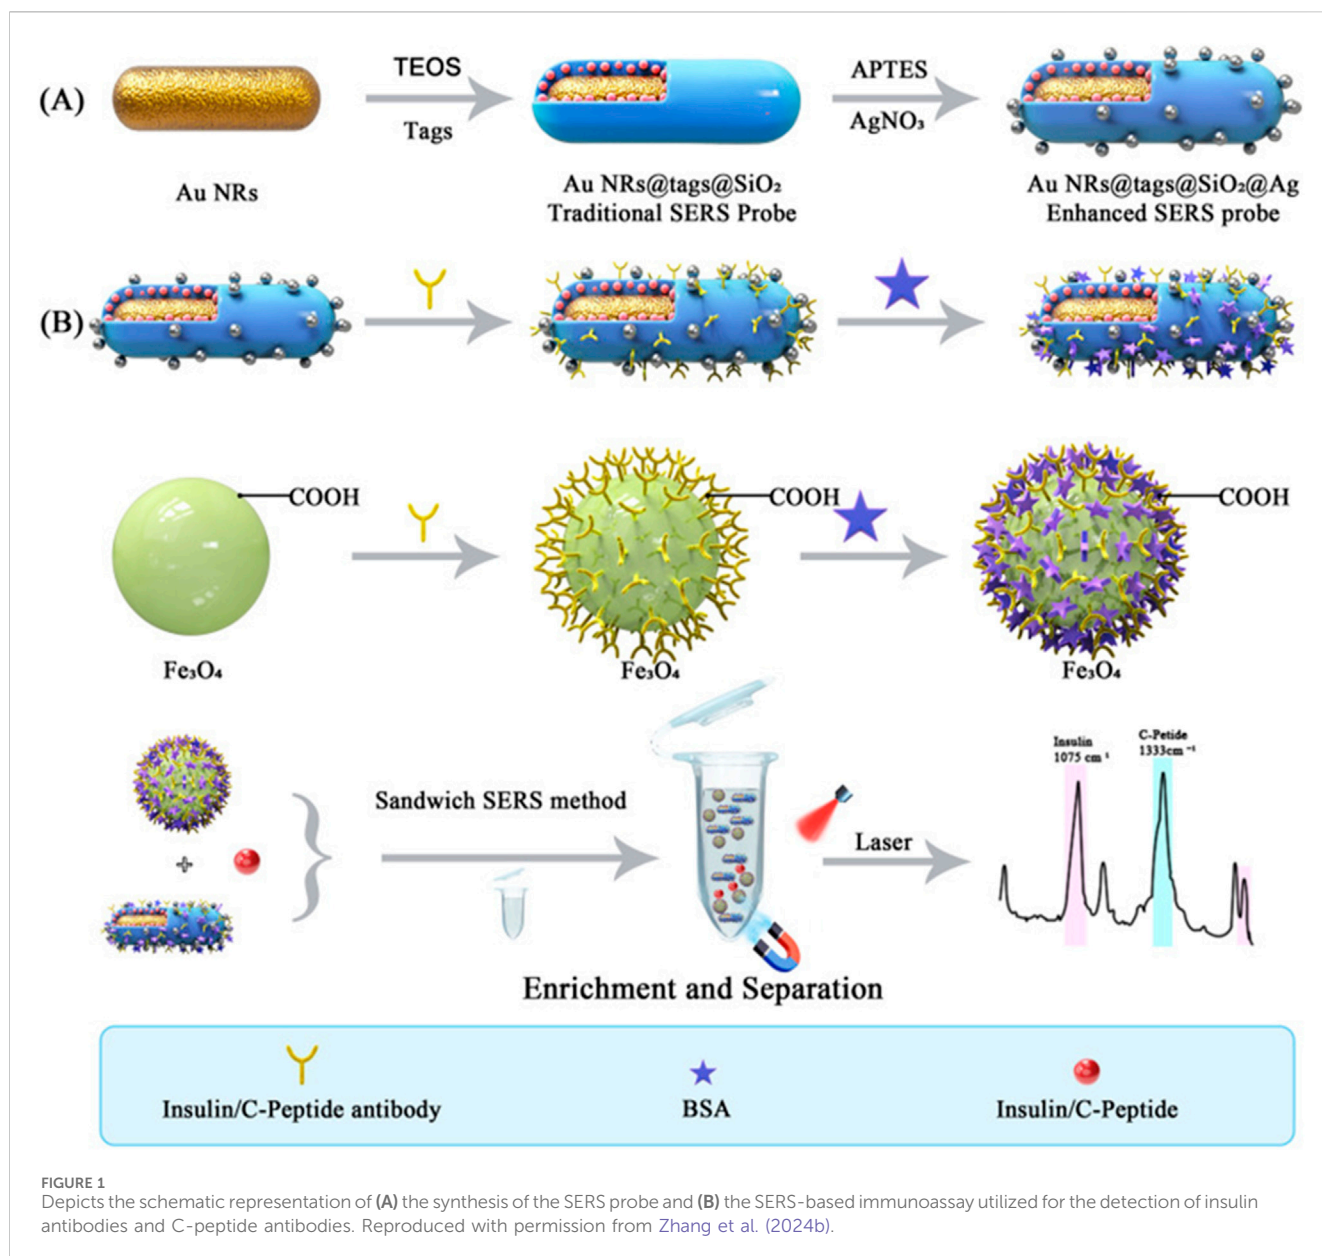 (A)
TEOS
Tags
APTES
AgNO₃
Au NRs
Au NRs@tags@SiO₂
Traditional SERS Probe
Au NRs@tags@SiO₂@Ag
Enhanced SERS probe
(B)
COOH
COOH
COOH
Fe₃O₄
Fe₃O₄
Fe₃O₄
Sandwich SERS method
Laser
Insulin
1075 cm⁻¹
C-Petide
1333cm⁻¹
Enrichment and Separation
Insulin/C-Peptide antibody
BSA
Insulin/C-Peptide
FIGURE 1
Depicts the schematic representation of (A) the synthesis of the SERS probe and (B) the SERS-based immunoassay utilized for the detection of insulin
antibodies and C-peptide antibodies. Reproduced with permission from Zhang et al. (2024b).